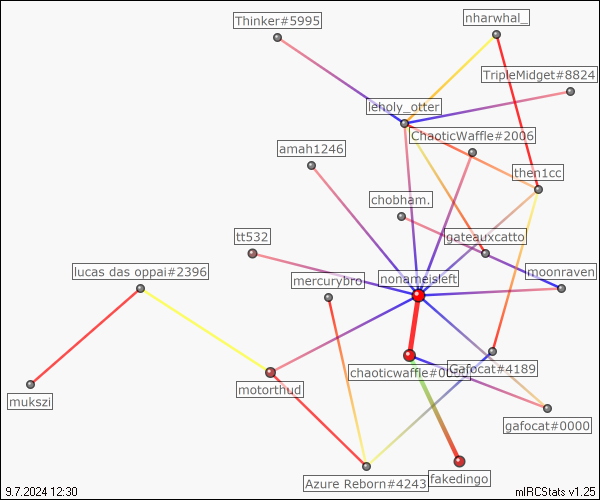 nharwhal_
Thinker#5995
TripleMidget#8824
leholy_otter
ChaoticWaffle#2006
amah1246
then1cc
chobham.
tt532
gateauxcatto
lucas das oppai#2396
mercurybro
nonameisleft
moonraven
chaoticwaffle#0
Gafocat#4189
motorthud
mukszi
gafocat#0000
Azure Reborn#4243
fakedingo
9.7.2024 12:30
mIRCStats v1.25